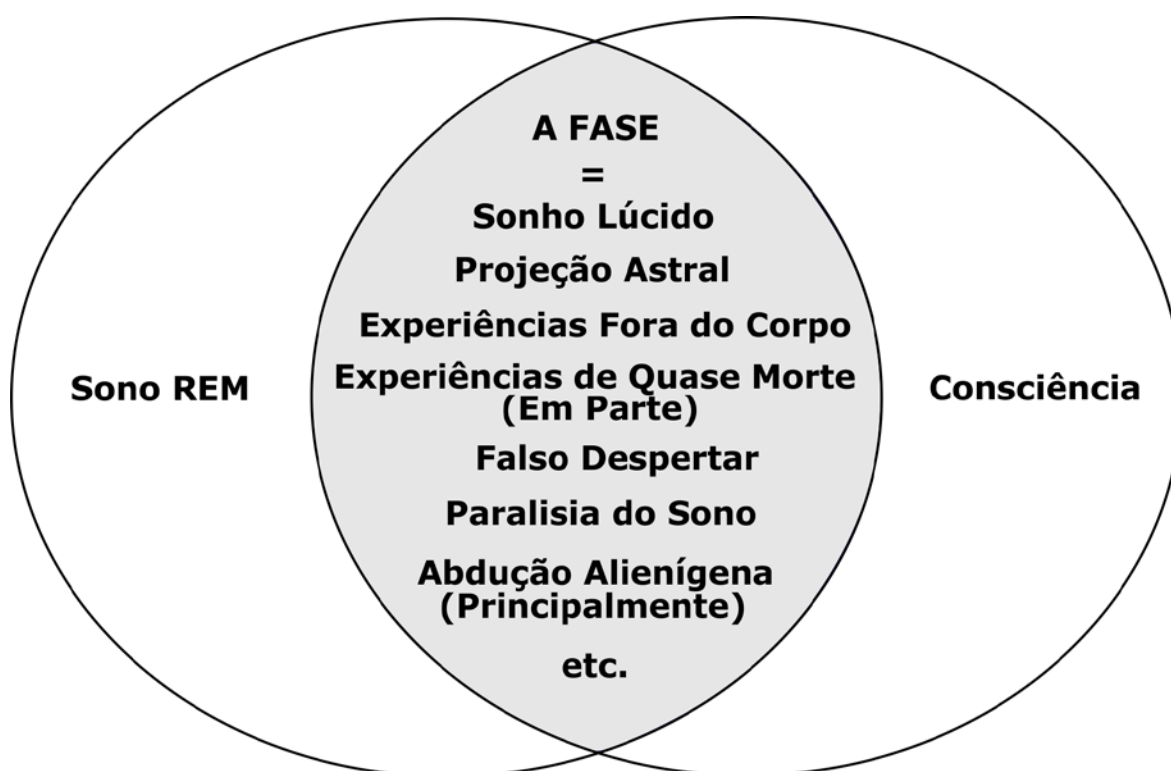 A FASE
=
Sonho Lúcido
Projeção Astral
Experiências Fora do Corpo
Sono REM
Experiências de Quase Morte
(Em Parte)
Consciência
Falso Despertar
Paralisia do Sono
Abdução Alienígena
(Principalmente)
etc.